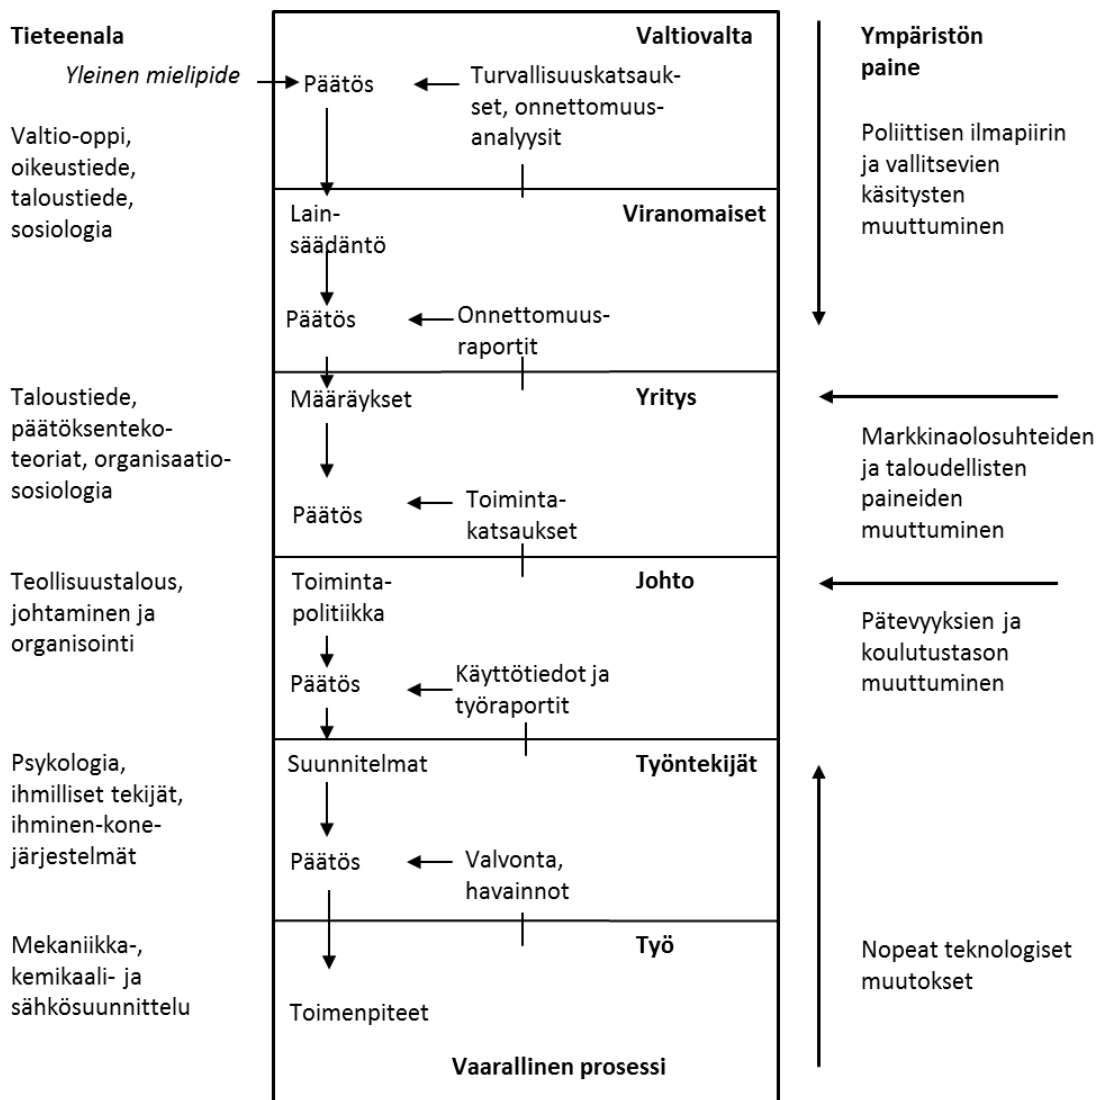 Tieteenala
Valtiovalta
Ympäristön
paine
Yleinen mielipide
Päätös
Turvallisuuskatsauk-
set, onnettomuus-
analyysit
Valtio-oppi,
oikeustiede,
taloustiede,
sosiologia
Poliittisen ilmapiirin
ja vallitsevien
käsitysten
muuttuminen
Lain-
säädäntö
Viranomaiset
Päätös
Onnettomuus-
raportit
Taloustiede,
päätöksenteko-
teoriat, organisaatio-
sosiologia
Määräykset
Yritys
Markkinaolosuhteiden
ja taloudellisten
paineiden
muuttuminen
Päätös
Toiminta-
katsaukset
Teollisuustalous,
johtaminen ja
organisointi
Toiminta-
politiikka
Johto
Pätevyyksien ja
koulutustason
muuttuminen
Päätös
Käyttötiedot ja
työraportit
Psykologia,
ihmilliset tekijät,
ihminen-kone-
järjestelmät
Suunnitelmat
Työntekijät
Päätös
Valvonta,
havainnot
Mekaniikka-,
kemikaali- ja
sähkösuunnittelu
Työ
Nopeat teknologiset
muutokset
Toimenpiteet
Vaarallinen prosessi